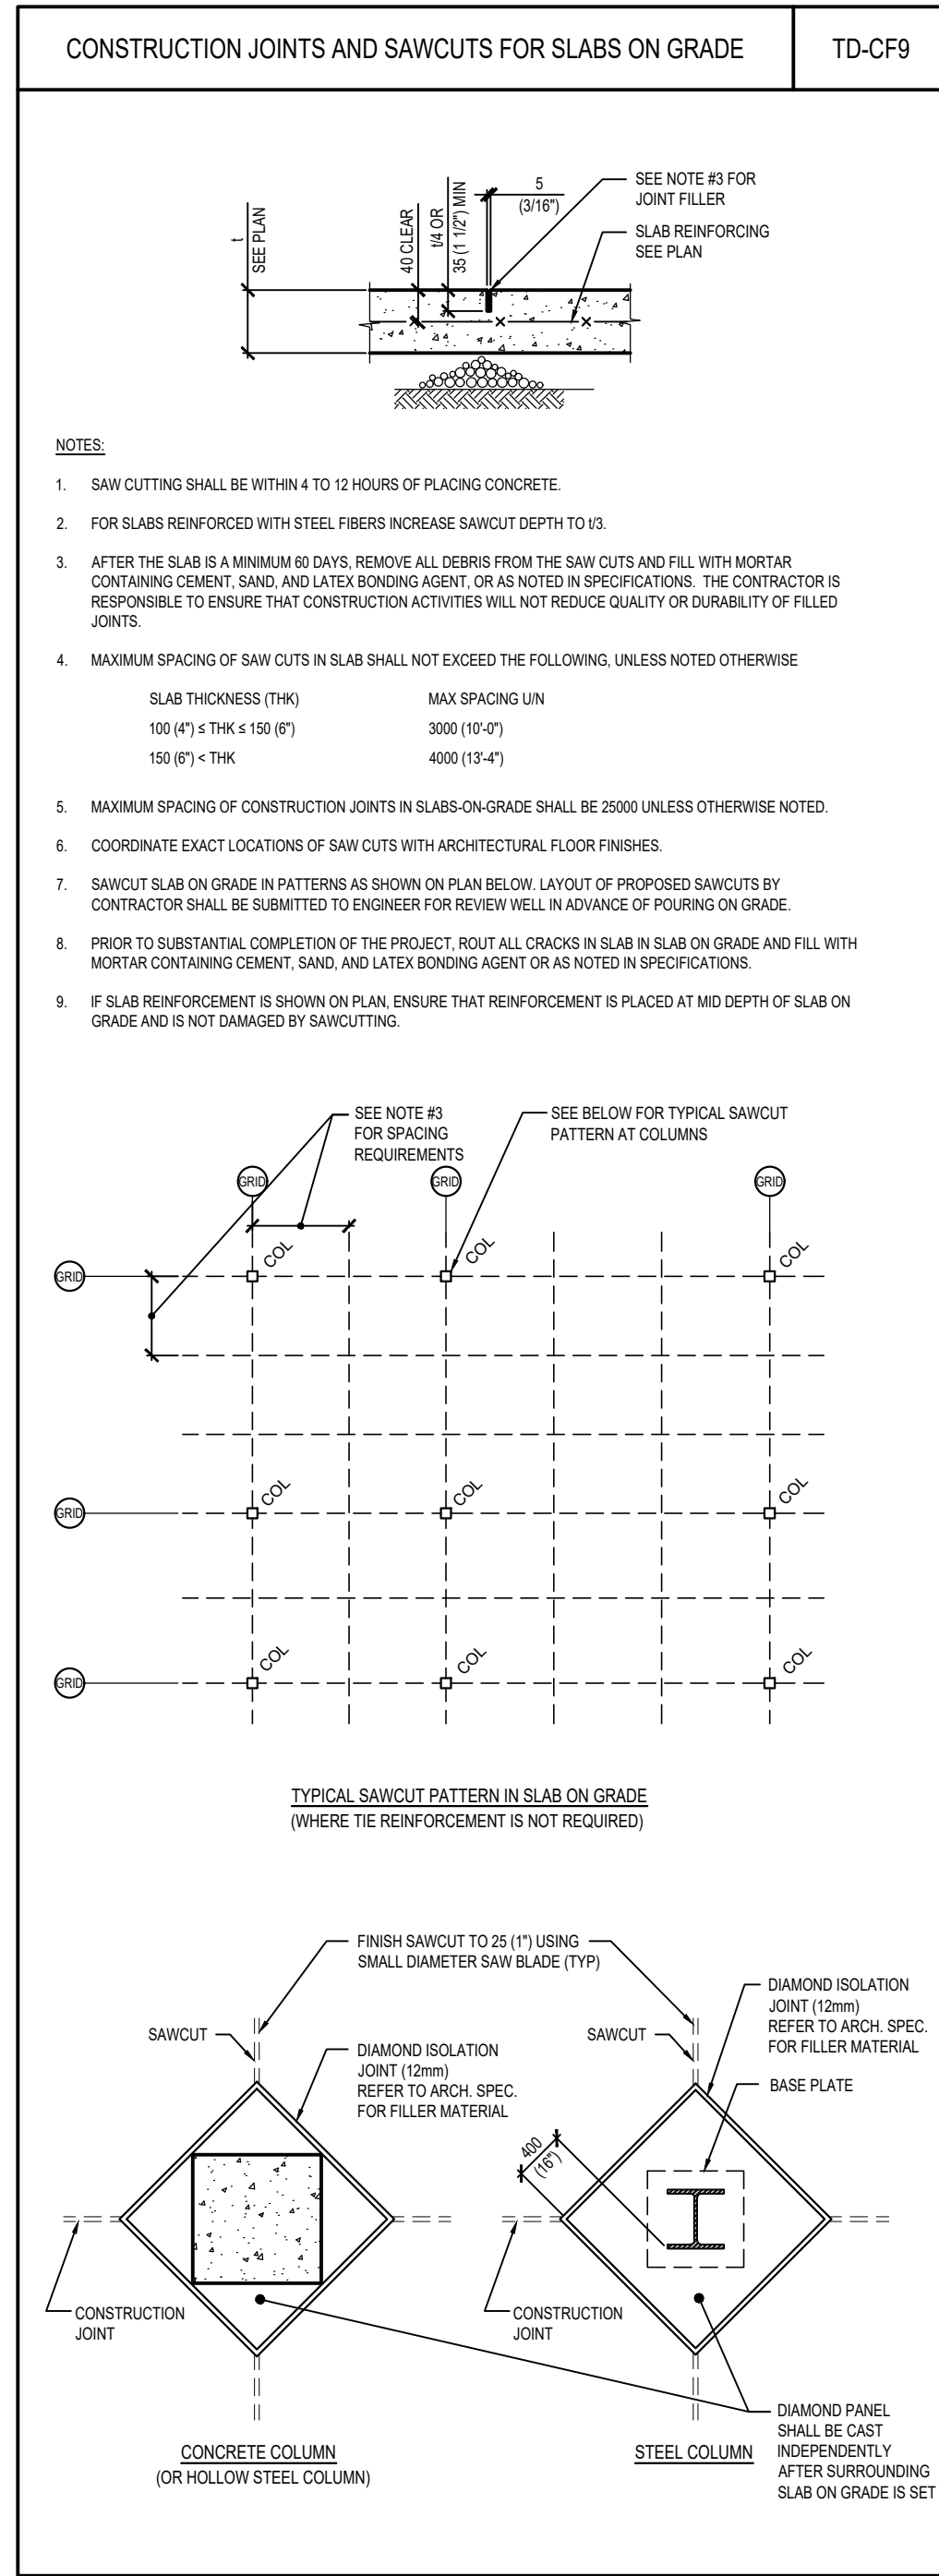 CONSTRUCTION JOINTS AND SAWCUTS FOR SLABS ON GRADE
TD-CF9
t
SEE PLAN
40 CLEAR
t/4 OR
35 (1 1/2") MIN
5
(3/16")
SEE NOTE #3 FOR
JOINT FILLER
SLAB REINFORCING
SEE PLAN
NOTES:
1. SAW CUTTING SHALL BE WITHIN 4 TO 12 HOURS OF PLACING CONCRETE.
2. FOR SLABS REINFORCED WITH STEEL FIBERS INCREASE SAWCUT DEPTH TO t/3.
3. AFTER THE SLAB IS A MINIMUM 60 DAYS, REMOVE ALL DEBRIS FROM THE SAW CUTS AND FILL WITH MORTAR
CONTAINING CEMENT, SAND, AND LATEX BONDING AGENT, OR AS NOTED IN SPECIFICATIONS. THE CONTRACTOR IS
RESPONSIBLE TO ENSURE THAT CONSTRUCTION ACTIVITIES WILL NOT REDUCE QUALITY OR DURABILITY OF FILLED
JOINTS.
4. MAXIMUM SPACING OF SAW CUTS IN SLAB SHALL NOT EXCEED THE FOLLOWING, UNLESS NOTED OTHERWISE
SLAB THICKNESS (THK) MAX SPACING U/N
100 (4") ≤ THK ≤ 150 (6") 3000 (10'-0")
150 (6") < THK 4000 (13'-4")
5. MAXIMUM SPACING OF CONSTRUCTION JOINTS IN SLABS-ON-GRADE SHALL BE 25000 UNLESS OTHERWISE NOTED.
6. COORDINATE EXACT LOCATIONS OF SAW CUTS WITH ARCHITECTURAL FLOOR FINISHES.
7. SAWCUT SLAB ON GRADE IN PATTERNS AS SHOWN ON PLAN BELOW. LAYOUT OF PROPOSED SAWCUTS BY
CONTRACTOR SHALL BE SUBMITTED TO ENGINEER FOR REVIEW WELL IN ADVANCE OF POURING ON GRADE.
8. PRIOR TO SUBSTANTIAL COMPLETION OF THE PROJECT, ROUT ALL CRACKS IN SLAB IN SLAB ON GRADE AND FILL WITH
MORTAR CONTAINING CEMENT, SAND, AND LATEX BONDING AGENT OR AS NOTED IN SPECIFICATIONS.
9. IF SLAB REINFORCEMENT IS SHOWN ON PLAN, ENSURE THAT REINFORCEMENT IS PLACED AT MID DEPTH OF SLAB ON
GRADE AND IS NOT DAMAGED BY SAWCUTTING.
SEE NOTE #3
FOR SPACING
REQUIREMENTS
SEE BELOW FOR TYPICAL SAWCUT
PATTERN AT COLUMNS
GRID
GRID
GRID
COL
COL
COL
GRID
COL
COL
COL
GRID
COL
COL
COL
GRID
TYPICAL SAWCUT PATTERN IN SLAB ON GRADE
(WHERE TIE REINFORCEMENT IS NOT REQUIRED)
FINISH SAWCUT TO 25 (1") USING
SMALL DIAMETER SAW BLADE (TYP)
SAWCUT
DIAMOND ISOLATION
JOINT (12mm)
REFER TO ARCH. SPEC.
FOR FILLER MATERIAL
CONSTRUCTION
JOINT
CONCRETE COLUMN
(OR HOLLOW STEEL COLUMN)
SAWCUT
DIAMOND ISOLATION
JOINT (12mm)
REFER TO ARCH. SPEC.
FOR FILLER MATERIAL
BASE PLATE
400
(16")
CONSTRUCTION
JOINT
STEEL COLUMN
DIAMOND PANEL
SHALL BE CAST
INDEPENDENTLY
AFTER SURROUNDING
SLAB ON GRADE IS SET